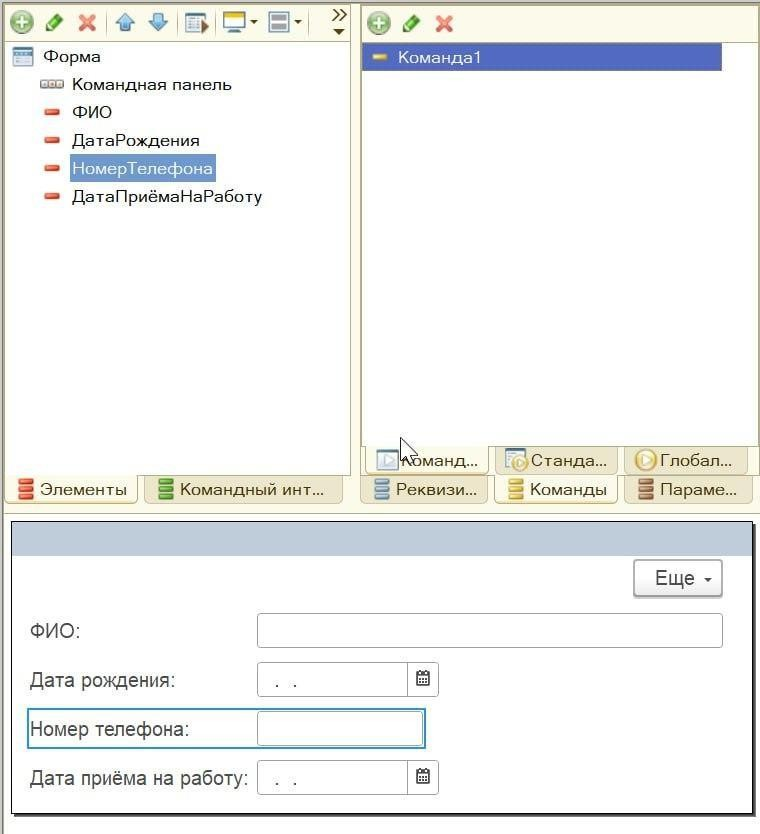 Форма
Командная панель
ФИО
ДатаРождения
НомерТелефона
ДатаПриёмаНаРаботу
Элементы
Командный инт...
Команда1
Команд...
Станда...
Глобал...
Реквизи...
Команды
Параме...
Еще
ФИО:
Дата рождения:
. .
Номер телефона:
Дата приёма на работу:
. .